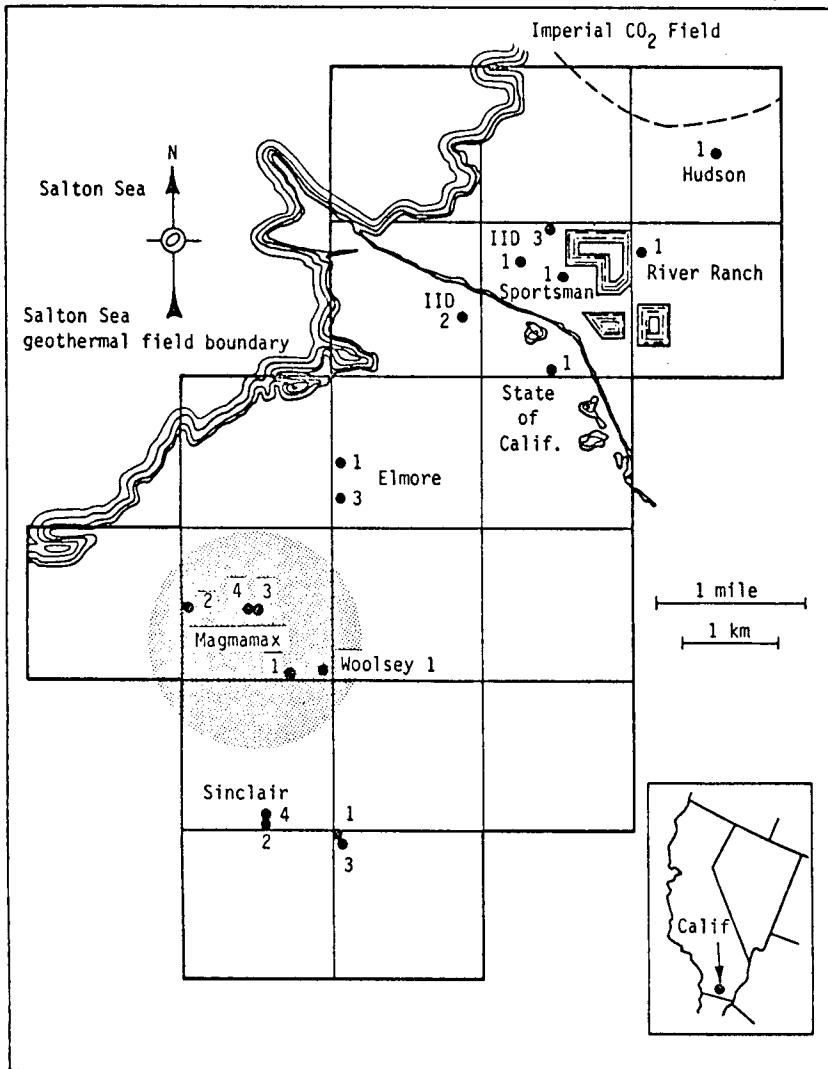 Imperial CO₂ Field
N
Salton Sea
1
Hudson
IID 3
1
1
1
Sportsman
River Ranch
IID
2
Salton Sea
geothermal field boundary
1
State
of
Calif.
1
Elmore
3
1 mile
1 km
2
4
3
Magmamax
1
Woolsey 1
Sinclair
4
2
1
3
Calif